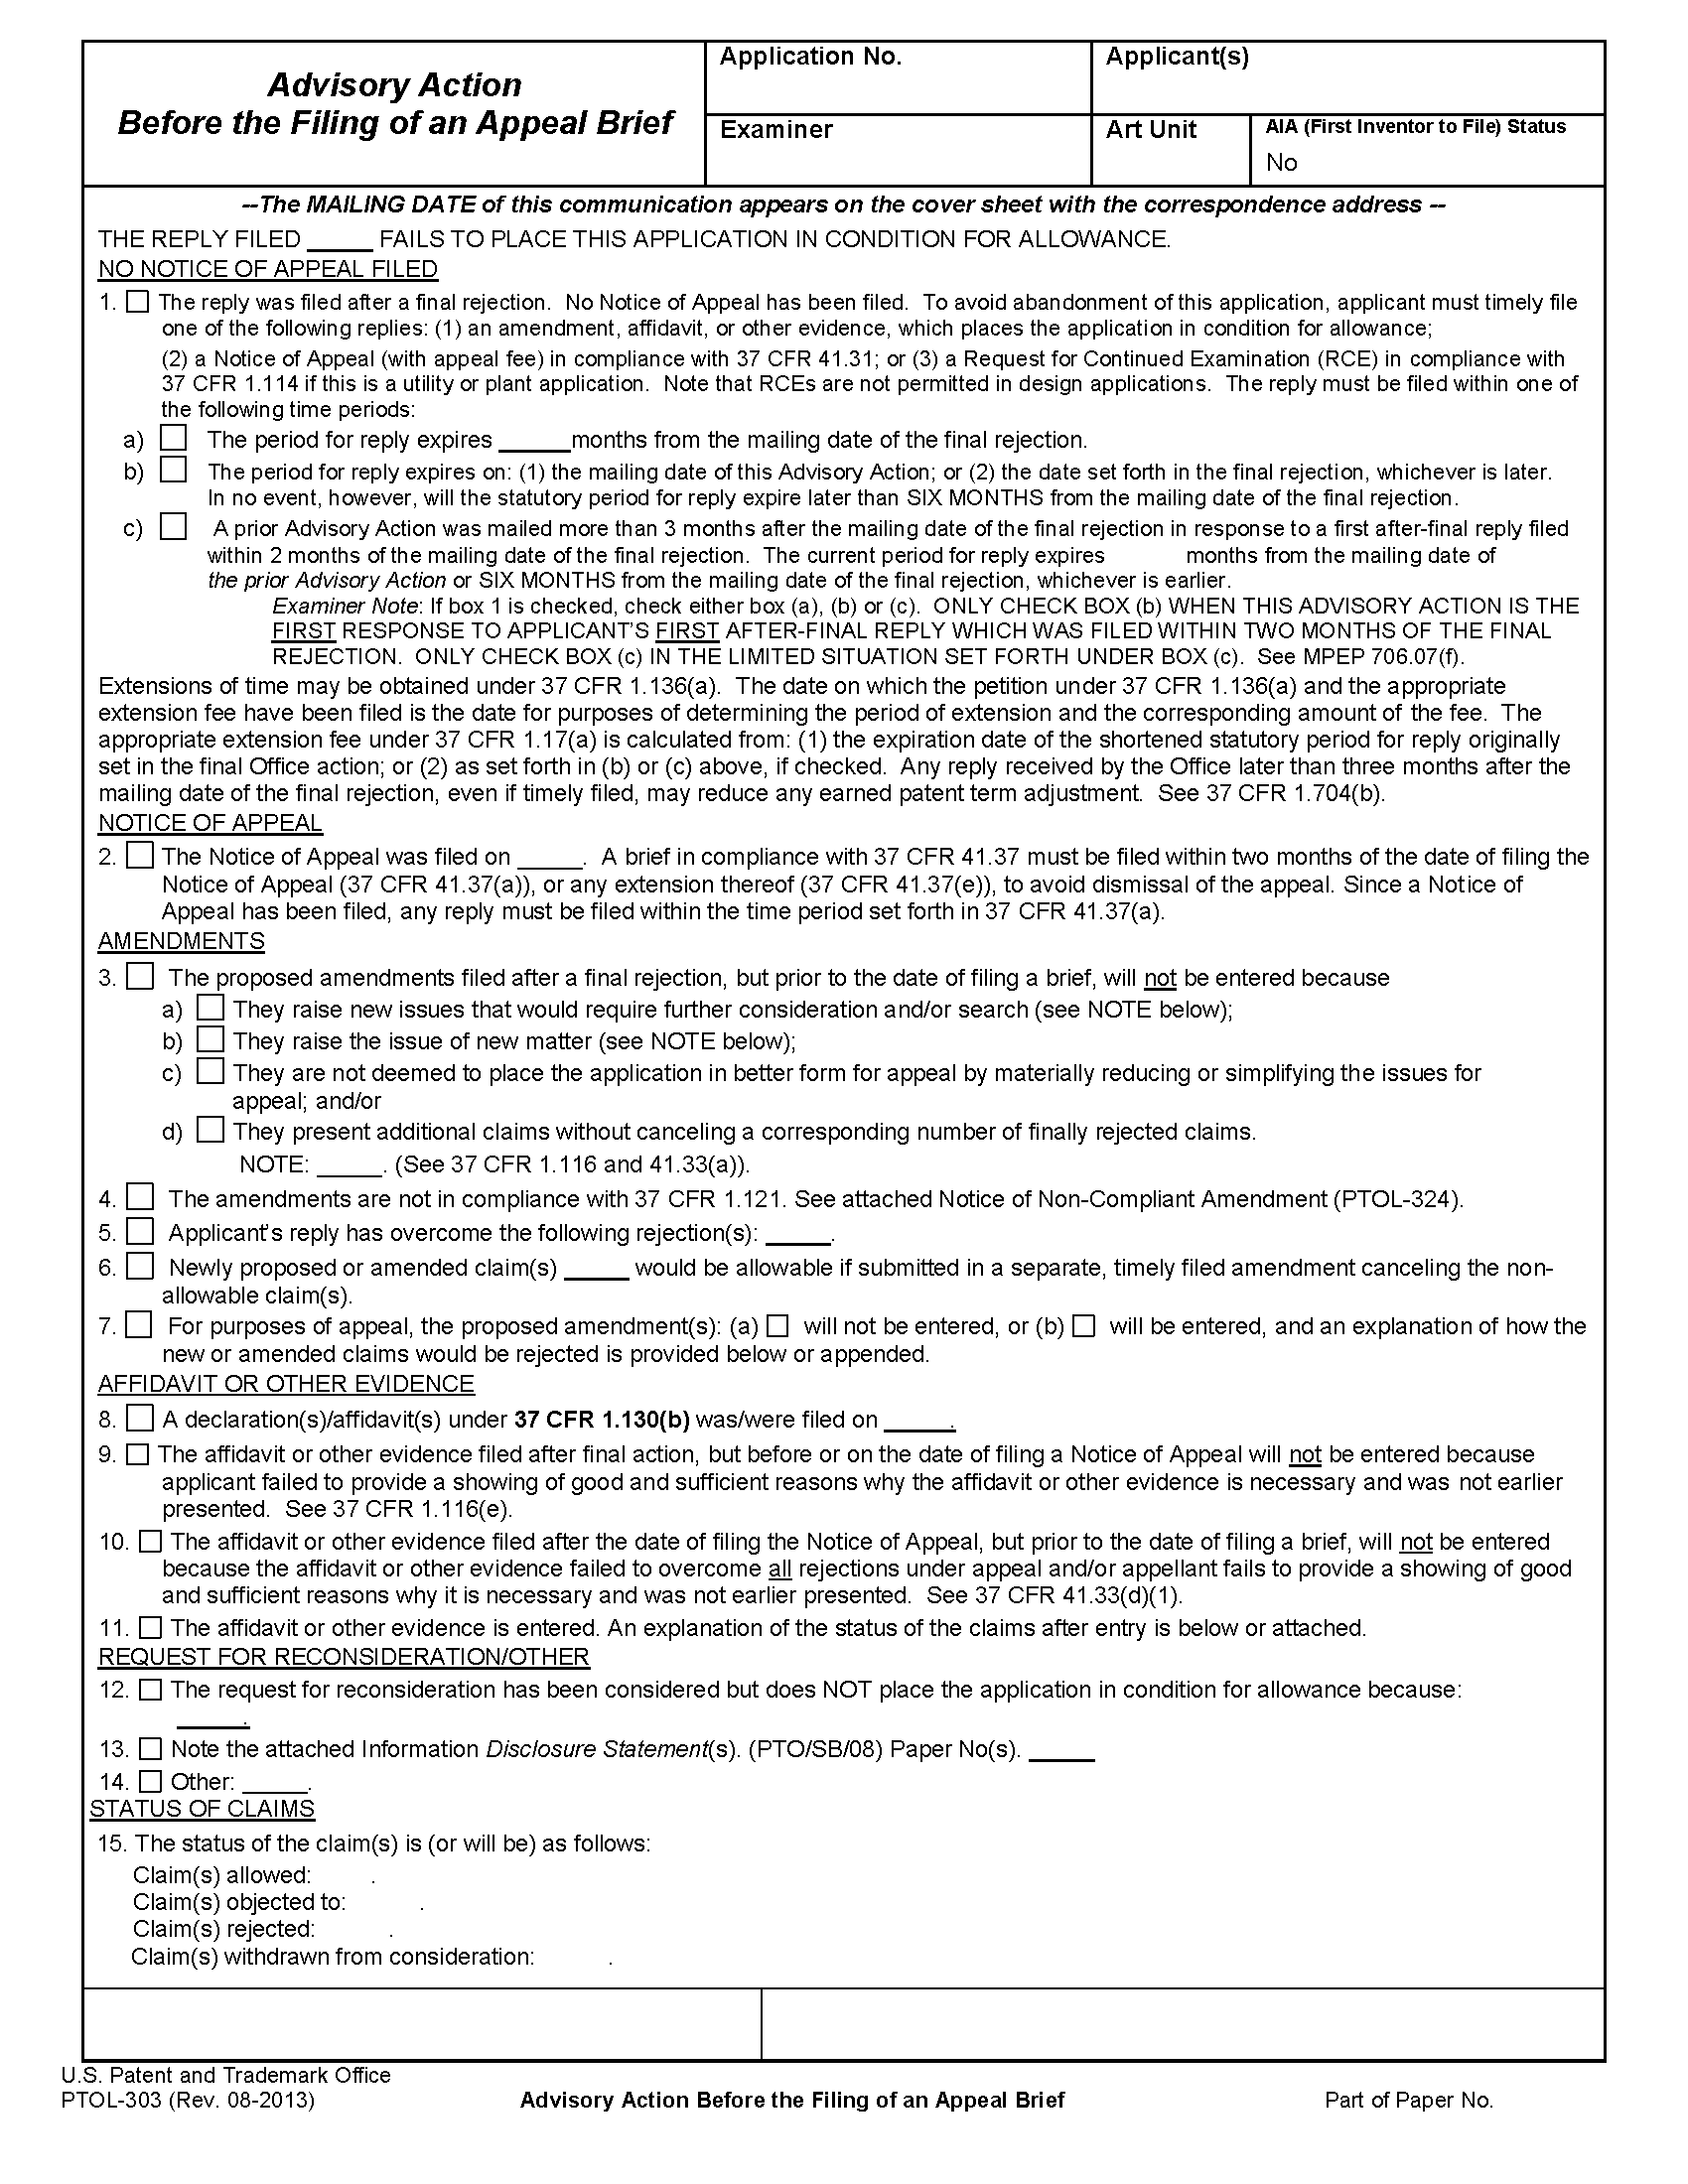 Advisory Action
Before the Filing of an Appeal Brief
Application No.
Applicant(s)
Examiner
Art Unit
AIA (First Inventor to File) Status
No
--The MAILING DATE of this communication appears on the cover sheet with the correspondence address --
THE REPLY FILED _____ FAILS TO PLACE THIS APPLICATION IN CONDITION FOR ALLOWANCE.
NO NOTICE OF APPEAL FILED
1. ☐ The reply was filed after a final rejection. No Notice of Appeal has been filed. To avoid abandonment of this application, applicant must timely file
one of the following replies: (1) an amendment, affidavit, or other evidence, which places the application in condition for allowance;
(2) a Notice of Appeal (with appeal fee) in compliance with 37 CFR 41.31; or (3) a Request for Continued Examination (RCE) in compliance with
37 CFR 1.114 if this is a utility or plant application. Note that RCEs are not permitted in design applications. The reply must be filed within one of
the following time periods:
a) ☐ The period for reply expires _____months from the mailing date of the final rejection.
b) ☐ The period for reply expires on: (1) the mailing date of this Advisory Action; or (2) the date set forth in the final rejection, whichever is later.
In no event, however, will the statutory period for reply expire later than SIX MONTHS from the mailing date of the final rejection.
c) ☐ A prior Advisory Action was mailed more than 3 months after the mailing date of the final rejection in response to a first after-final reply filed
within 2 months of the mailing date of the final rejection. The current period for reply expires months from the mailing date of
the prior Advisory Action or SIX MONTHS from the mailing date of the final rejection, whichever is earlier.
Examiner Note: If box 1 is checked, check either box (a), (b) or (c). ONLY CHECK BOX (b) WHEN THIS ADVISORY ACTION IS THE
FIRST RESPONSE TO APPLICANT'S FIRST AFTER-FINAL REPLY WHICH WAS FILED WITHIN TWO MONTHS OF THE FINAL
REJECTION. ONLY CHECK BOX (c) IN THE LIMITED SITUATION SET FORTH UNDER BOX (c). See MPEP 706.07(f).
Extensions of time may be obtained under 37 CFR 1.136(a). The date on which the petition under 37 CFR 1.136(a) and the appropriate
extension fee have been filed is the date for purposes of determining the period of extension and the corresponding amount of the fee. The
appropriate extension fee under 37 CFR 1.17(a) is calculated from: (1) the expiration date of the shortened statutory period for reply originally
set in the final Office action; or (2) as set forth in (b) or (c) above, if checked. Any reply received by the Office later than three months after the
mailing date of the final rejection, even if timely filed, may reduce any earned patent term adjustment. See 37 CFR 1.704(b).
NOTICE OF APPEAL
2. ☐ The Notice of Appeal was filed on _____. A brief in compliance with 37 CFR 41.37 must be filed within two months of the date of filing the
Notice of Appeal (37 CFR 41.37(a)), or any extension thereof (37 CFR 41.37(e)), to avoid dismissal of the appeal. Since a Notice of
Appeal has been filed, any reply must be filed within the time period set forth in 37 CFR 41.37(a).
AMENDMENTS
3. ☐ The proposed amendments filed after a final rejection, but prior to the date of filing a brief, will not be entered because
a) ☐ They raise new issues that would require further consideration and/or search (see NOTE below);
b) ☐ They raise the issue of new matter (see NOTE below);
c) ☐ They are not deemed to place the application in better form for appeal by materially reducing or simplifying the issues for
appeal; and/or
d) ☐ They present additional claims without canceling a corresponding number of finally rejected claims.
NOTE: _____. (See 37 CFR 1.116 and 41.33(a)).
4. ☐ The amendments are not in compliance with 37 CFR 1.121. See attached Notice of Non-Compliant Amendment (PTOL-324).
5. ☐ Applicant's reply has overcome the following rejection(s): _____.
6. ☐ Newly proposed or amended claim(s) _____ would be allowable if submitted in a separate, timely filed amendment canceling the non-
allowable claim(s).
7. ☐ For purposes of appeal, the proposed amendment(s): (a) ☐ will not be entered, or (b) ☐ will be entered, and an explanation of how the
new or amended claims would be rejected is provided below or appended.
AFFIDAVIT OR OTHER EVIDENCE
8. ☐ A declaration(s)/affidavit(s) under 37 CFR 1.130(b) was/were filed on _____.
9. ☐ The affidavit or other evidence filed after final action, but before or on the date of filing a Notice of Appeal will not be entered because
applicant failed to provide a showing of good and sufficient reasons why the affidavit or other evidence is necessary and was not earlier
presented. See 37 CFR 1.116(e).
10. ☐ The affidavit or other evidence filed after the date of filing the Notice of Appeal, but prior to the date of filing a brief, will not be entered
because the affidavit or other evidence failed to overcome all rejections under appeal and/or appellant fails to provide a showing of good
and sufficient reasons why it is necessary and was not earlier presented. See 37 CFR 41.33(d)(1).
11. ☐ The affidavit or other evidence is entered. An explanation of the status of the claims after entry is below or attached.
REQUEST FOR RECONSIDERATION/OTHER
12. ☐ The request for reconsideration has been considered but does NOT place the application in condition for allowance because:
_____.
13. ☐ Note the attached Information Disclosure Statement(s). (PTO/SB/08) Paper No(s). _____
14. ☐ Other: _____.
STATUS OF CLAIMS
15. The status of the claim(s) is (or will be) as follows:
Claim(s) allowed: .
Claim(s) objected to: .
Claim(s) rejected: .
Claim(s) withdrawn from consideration: .
U.S. Patent and Trademark Office
PTOL-303 (Rev. 08-2013)
Advisory Action Before the Filing of an Appeal Brief
Part of Paper No.